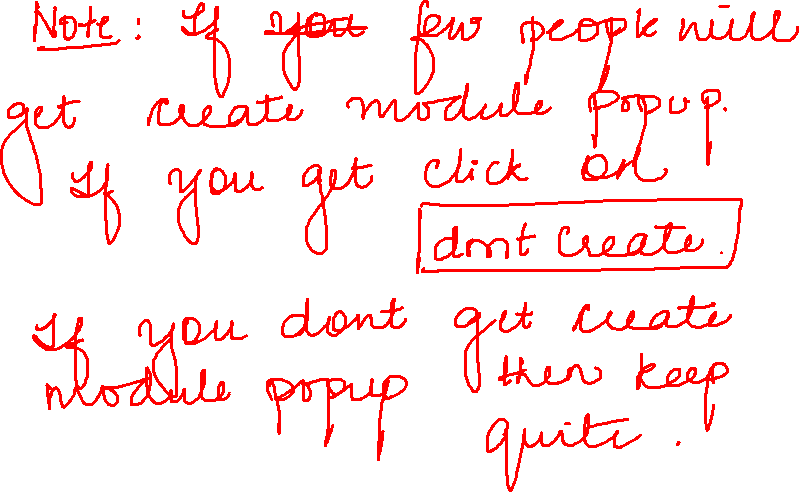 Note: If you few people will
get create module popup.
If you get click on
dont create.
If you dont get create
module popup then keep
quite.